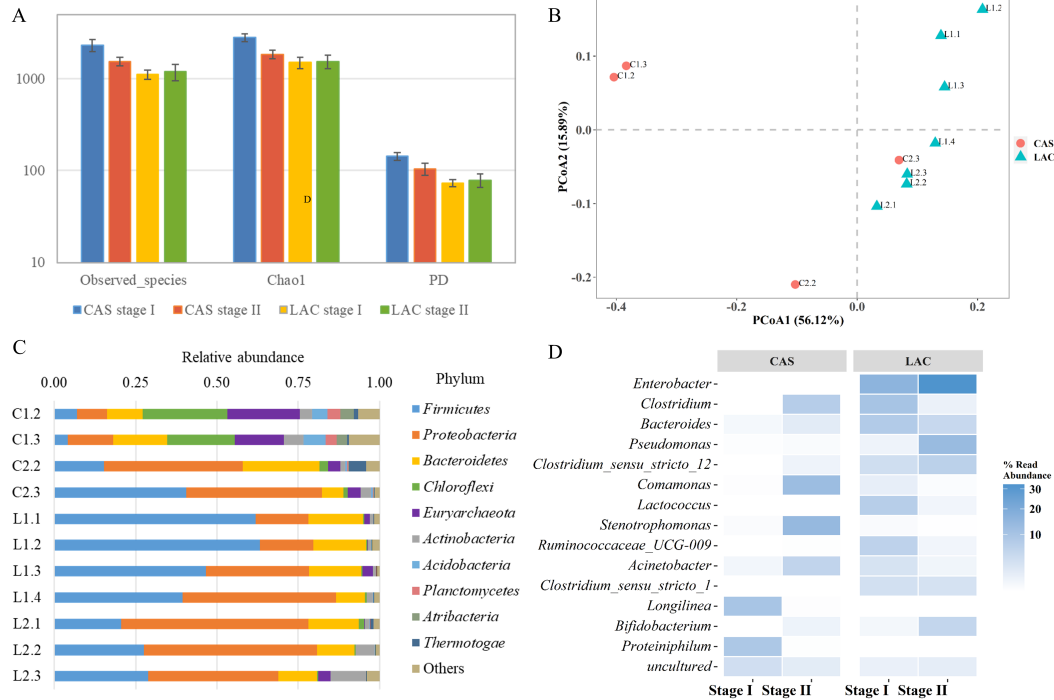 A
1000
100
10
D
Observed_species Chao1 PD
CAS stage I CAS stage II LAC stage I LAC stage II
B
PCoA2 (15.89%)
0.1
0.0
-0.1
-0.2
L1.2
L1.1
C1.3
C1.2
L1.3
L1.4
C2.3
L2.3
L2.2
L2.1
C2.2
-0.4 -0.2 0.0 0.2
PCoA1 (56.12%)
CAS
LAC
C
Relative abundance
0.00 0.25 0.50 0.75 1.00
C1.2
C1.3
C2.2
C2.3
L1.1
L1.2
L1.3
L1.4
L2.1
L2.2
L2.3
Phylum
Firmicutes
Proteobacteria
Bacteroidetes
Chloroflexi
Euryarchaeota
Actinobacteria
Acidobacteria
Planctomycetes
Atribacteria
Thermotogae
Others
D
CAS LAC
Enterobacter
Clostridium
Bacteroides
Pseudomonas
Clostridium_sensu_stricto_12
Comamonas
Lactococcus
Stenotrophomonas
Ruminococcaceae_UCG-009
Acinetobacter
Clostridium_sensu_stricto_1
Longilinea
Bifidobacterium
Proteiniphilum
uncultured
Stage I Stage II Stage I Stage II
% Read
Abundance
30
20
10